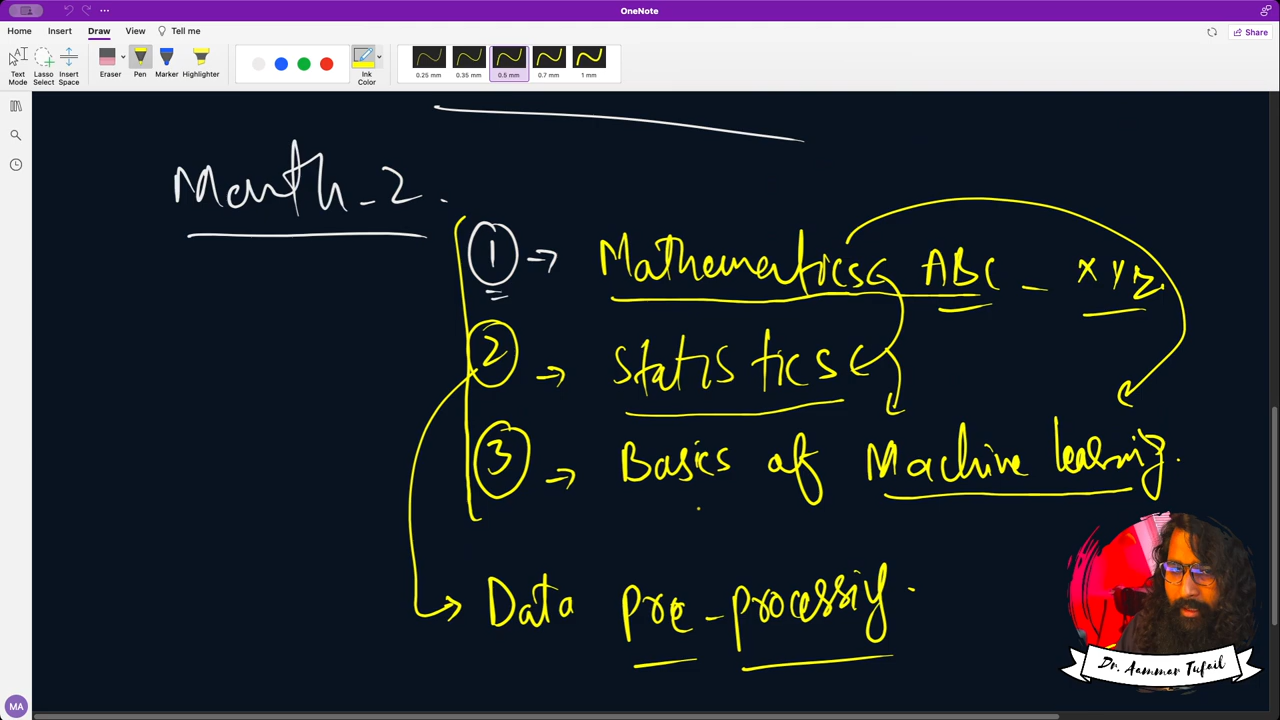 OneNote
Home Insert Draw View Tell me
Share
Text Mode
Lasso Select
Insert Space
Eraser
Pen
Marker
Highlighter
Ink Color
0.25 mm
0.35 mm
0.5 mm
0.7 mm
1 mm
Month-2.
1 → Mathematics ABC - XYZ.
2 → Statistics
3 → Basics of Machine learning.
Data pre-processing.
MA
Dr. Aammar Tufail